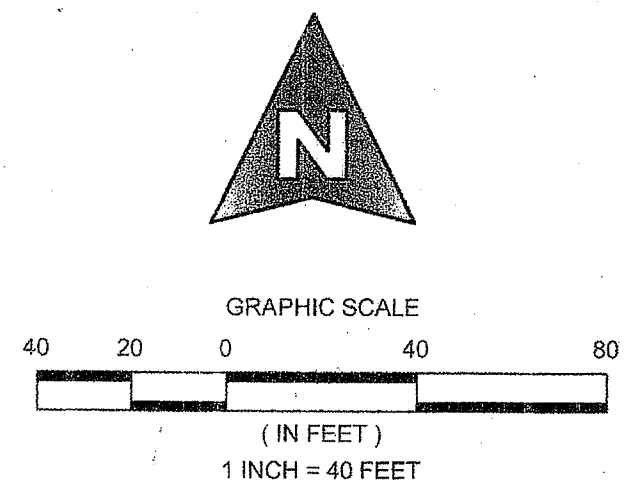 N
GRAPHIC SCALE
40 20 0 40 80
( IN FEET )
1 INCH = 40 FEET